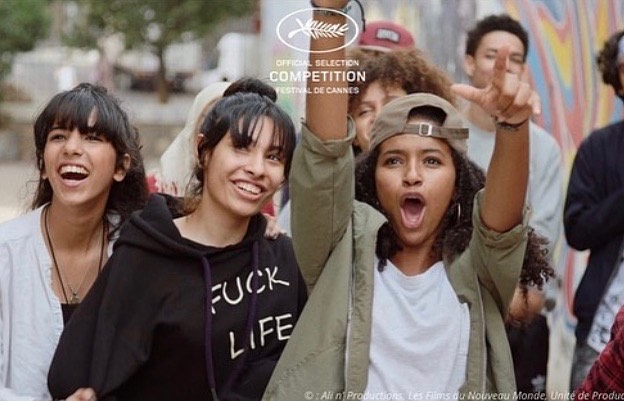 OFFICIAL SELECTION
COMPETITION
FESTIVAL DE CANNES
FUCK
LIFE
© : Ali n' Productions, Les Films du Nouveau Monde, Unité de Produc